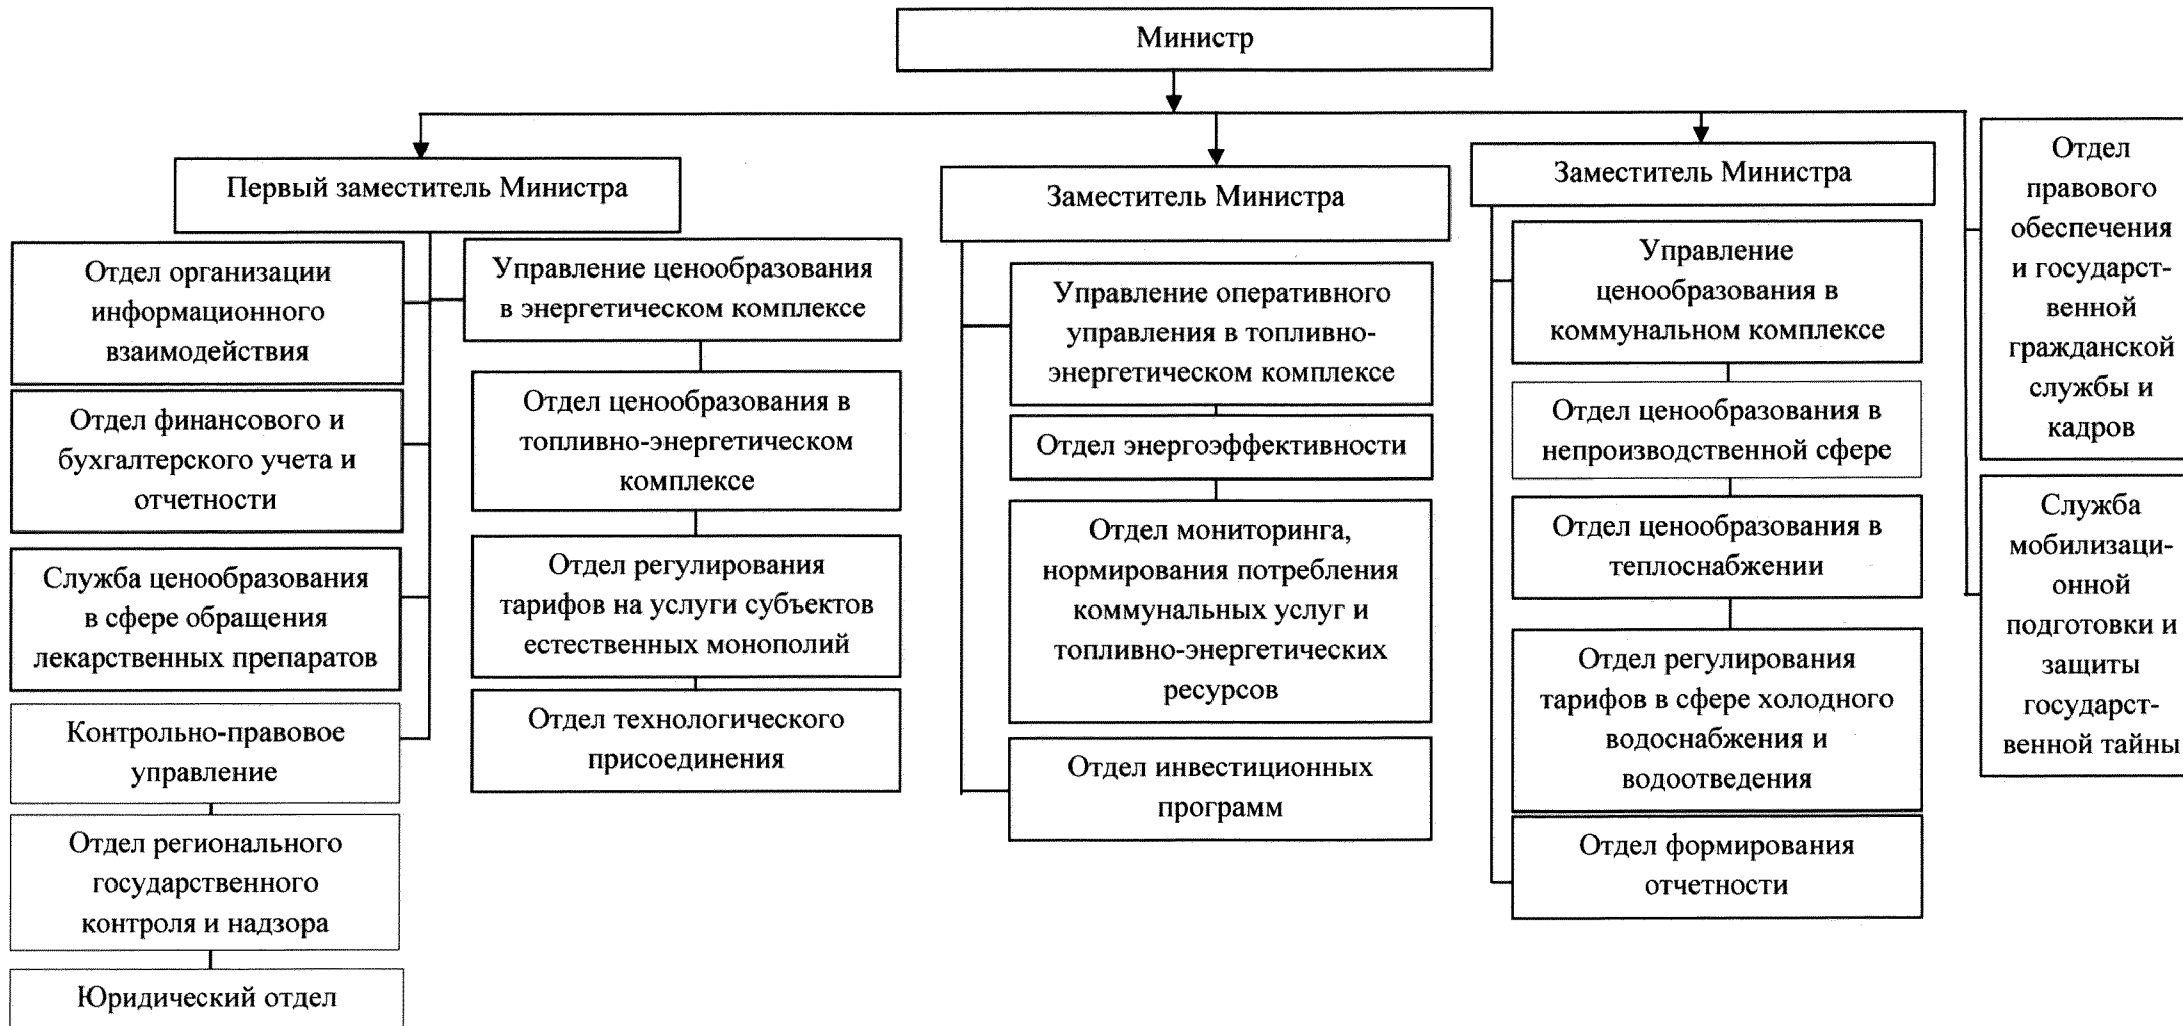 Министр
Первый заместитель Министра
Отдел организации
информационного
взаимодействия
Отдел финансового и
бухгалтерского учета и
отчетности
Служба ценообразования
в сфере обращения
лекарственных препаратов
Контрольно-правовое
управление
Отдел регионального
государственного
контроля и надзора
Юридический отдел
Управление ценообразования
в энергетическом комплексе
Отдел ценообразования в
топливно-энергетическом
комплексе
Отдел регулирования
тарифов на услуги субъектов
естественных монополий
Отдел технологического
присоединения
Заместитель Министра
Управление оперативного
управления в топливно-
энергетическом комплексе
Отдел энергоэффективности
Отдел мониторинга,
нормирования потребления
коммунальных услуг и
топливно-энергетических
ресурсов
Отдел инвестиционных
программ
Заместитель Министра
Управление
ценообразования в
коммунальном комплексе
Отдел ценообразования в
непроизводственной сфере
Отдел ценообразования в
теплоснабжении
Отдел регулирования
тарифов в сфере холодного
водоснабжения и
водоотведения
Отдел формирования
отчетности
Отдел
правового
обеспечения
и государст-
венной
гражданской
службы и
кадров
Служба
мобилизаци-
онной
подготовки и
защиты
государст-
венной тайны